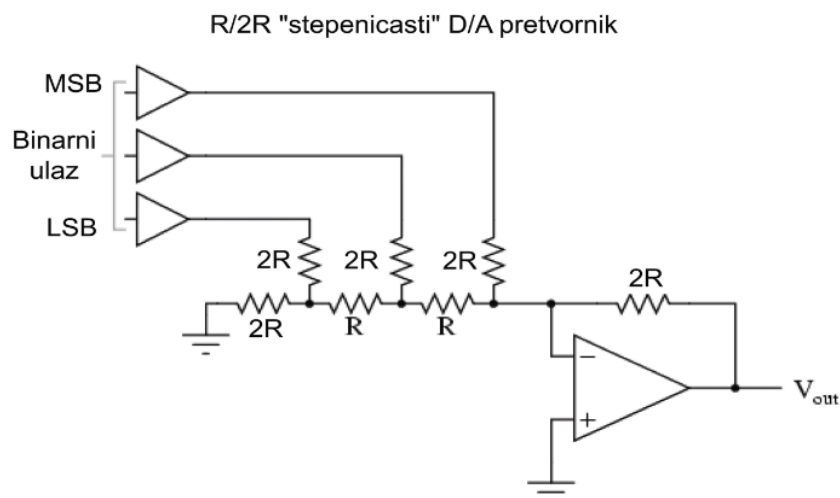 R/2R "stepenicasti" D/A pretvornik
MSB
Binarni
ulaz
LSB
2R
2R
2R
2R
2R
R
R
−
+
Vout